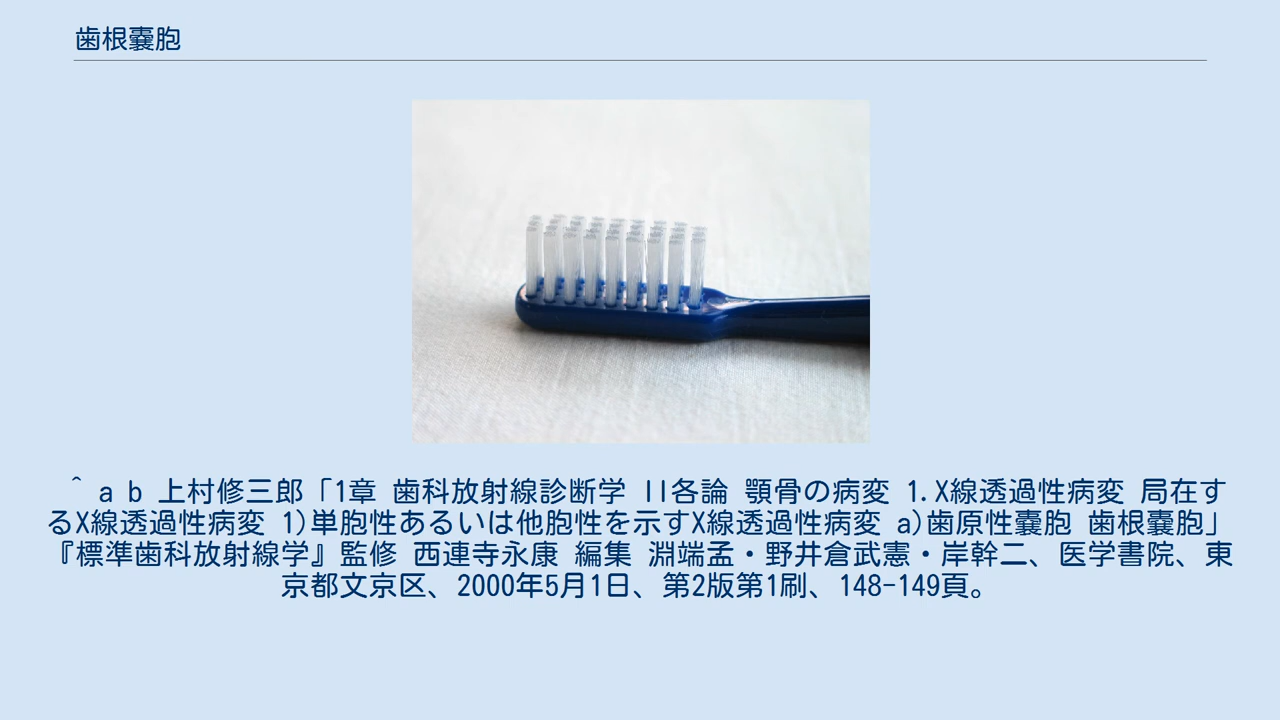 歯根嚢胞
^ a b 上村修三郎「1章 歯科放射線診断学 II各論 顎骨の病変 1.X線透過性病変 局在す
るX線透過性病変 1)単胞性あるいは他胞性を示すX線透過性病変 a)歯原性嚢胞 歯根嚢胞」
『標準歯科放射線学』監修 西連寺永康 編集 淵端孟・野井倉武憲・岸幹二、医学書院、東
京都文京区、2000年5月1日、第2版第1刷、148-149頁。